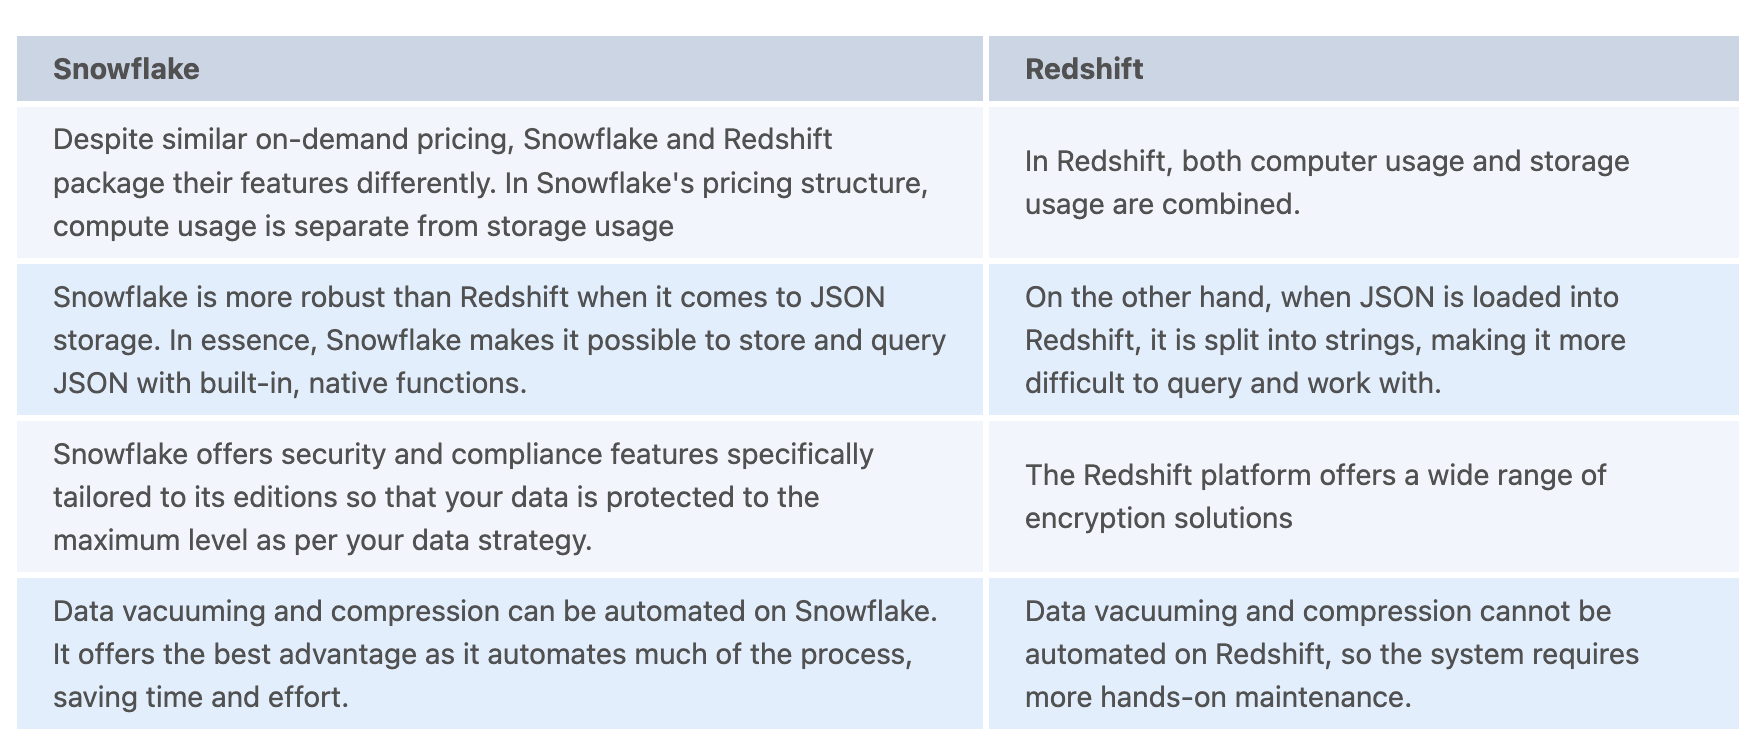 Snowflake
Redshift
Despite similar on-demand pricing, Snowflake and Redshift
package their features differently. In Snowflake's pricing structure,
compute usage is separate from storage usage
In Redshift, both computer usage and storage
usage are combined.
Snowflake is more robust than Redshift when it comes to JSON
storage. In essence, Snowflake makes it possible to store and query
JSON with built-in, native functions.
On the other hand, when JSON is loaded into
Redshift, it is split into strings, making it more
difficult to query and work with.
Snowflake offers security and compliance features specifically
tailored to its editions so that your data is protected to the
maximum level as per your data strategy.
The Redshift platform offers a wide range of
encryption solutions
Data vacuuming and compression can be automated on Snowflake.
It offers the best advantage as it automates much of the process,
saving time and effort.
Data vacuuming and compression cannot be
automated on Redshift, so the system requires
more hands-on maintenance.